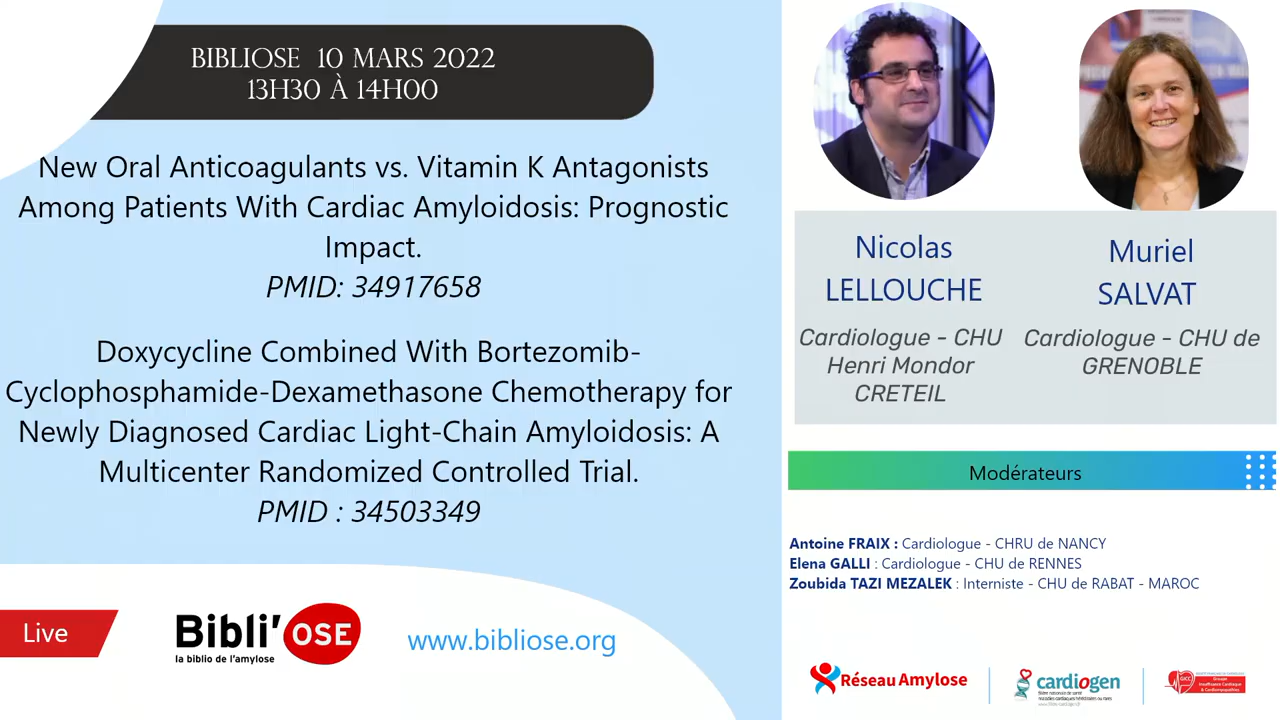 BIBLIOSE 10 MARS 2022
13H30 À 14H00
New Oral Anticoagulants vs. Vitamin K Antagonists
Among Patients With Cardiac Amyloidosis: Prognostic
Impact.
PMID: 34917658
Doxycycline Combined With Bortezomib-
Cyclophosphamide-Dexamethasone Chemotherapy for
Newly Diagnosed Cardiac Light-Chain Amyloidosis: A
Multicenter Randomized Controlled Trial.
PMID : 34503349
Live
Bibli'OSE
la biblio de l'amylose
www.bibliose.org
Nicolas
LELLOUCHE
Cardiologue - CHU
Henri Mondor
CRETEIL
Muriel
SALVAT
Cardiologue - CHU de
GRENOBLE
Modérateurs
Antoine FRAIX : Cardiologue - CHRU de NANCY
Elena GALLI : Cardiologue - CHU de RENNES
Zoubida TAZI MEZALEK : Interniste - CHU de RABAT - MAROC
Réseau Amylose
cardiogen
GICC